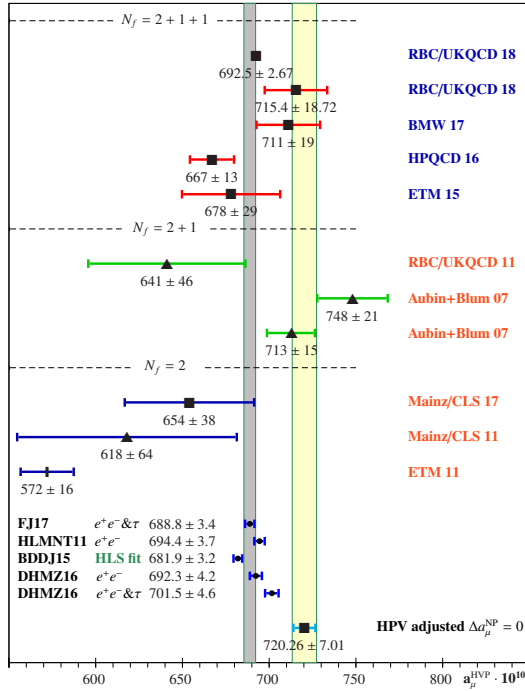 N_f = 2 + 1 + 1
RBC/UKQCD 18
692.5 ± 2.67
RBC/UKQCD 18
715.4 ± 18.72
BMW 17
711 ± 19
HPQCD 16
667 ± 13
ETM 15
678 ± 29
N_f = 2 + 1
RBC/UKQCD 11
641 ± 46
Aubin+Blum 07
748 ± 21
Aubin+Blum 07
713 ± 15
N_f = 2
Mainz/CLS 17
654 ± 38
Mainz/CLS 11
618 ± 64
ETM 11
572 ± 16
FJ17 e⁺e⁻&τ 688.8 ± 3.4
HLMNT11 e⁺e⁻ 694.4 ± 3.7
BDDJ15 HLS fit 681.9 ± 3.2
DHMZ16 e⁺e⁻ 692.3 ± 4.2
DHMZ16 e⁺e⁻&τ 701.5 ± 4.6
HPV adjusted Δa_μ^NP = 0
720.26 ± 7.01
600 650 700 750 800 a_μ^HVP · 10^10